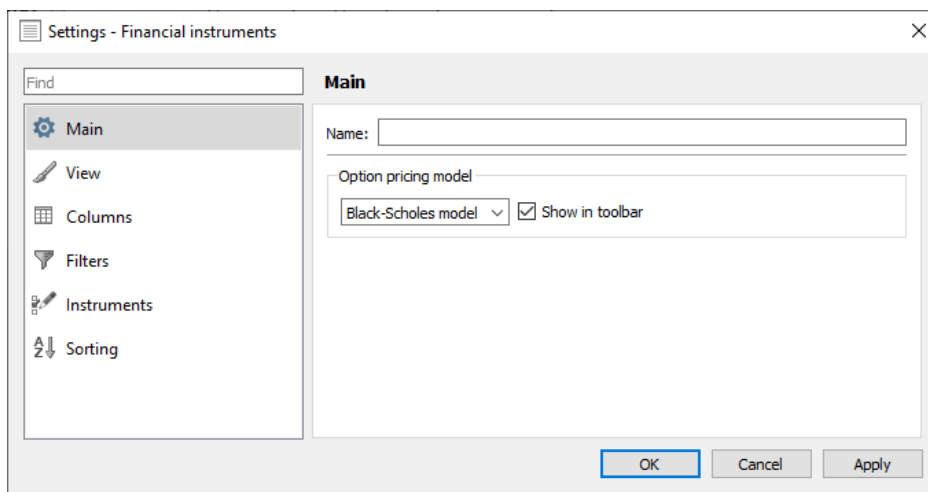 Settings - Financial instruments
Find
Main
View
Columns
Filters
Instruments
Sorting
Main
Name:
Option pricing model
Black-Scholes model
Show in toolbar
OK
Cancel
Apply